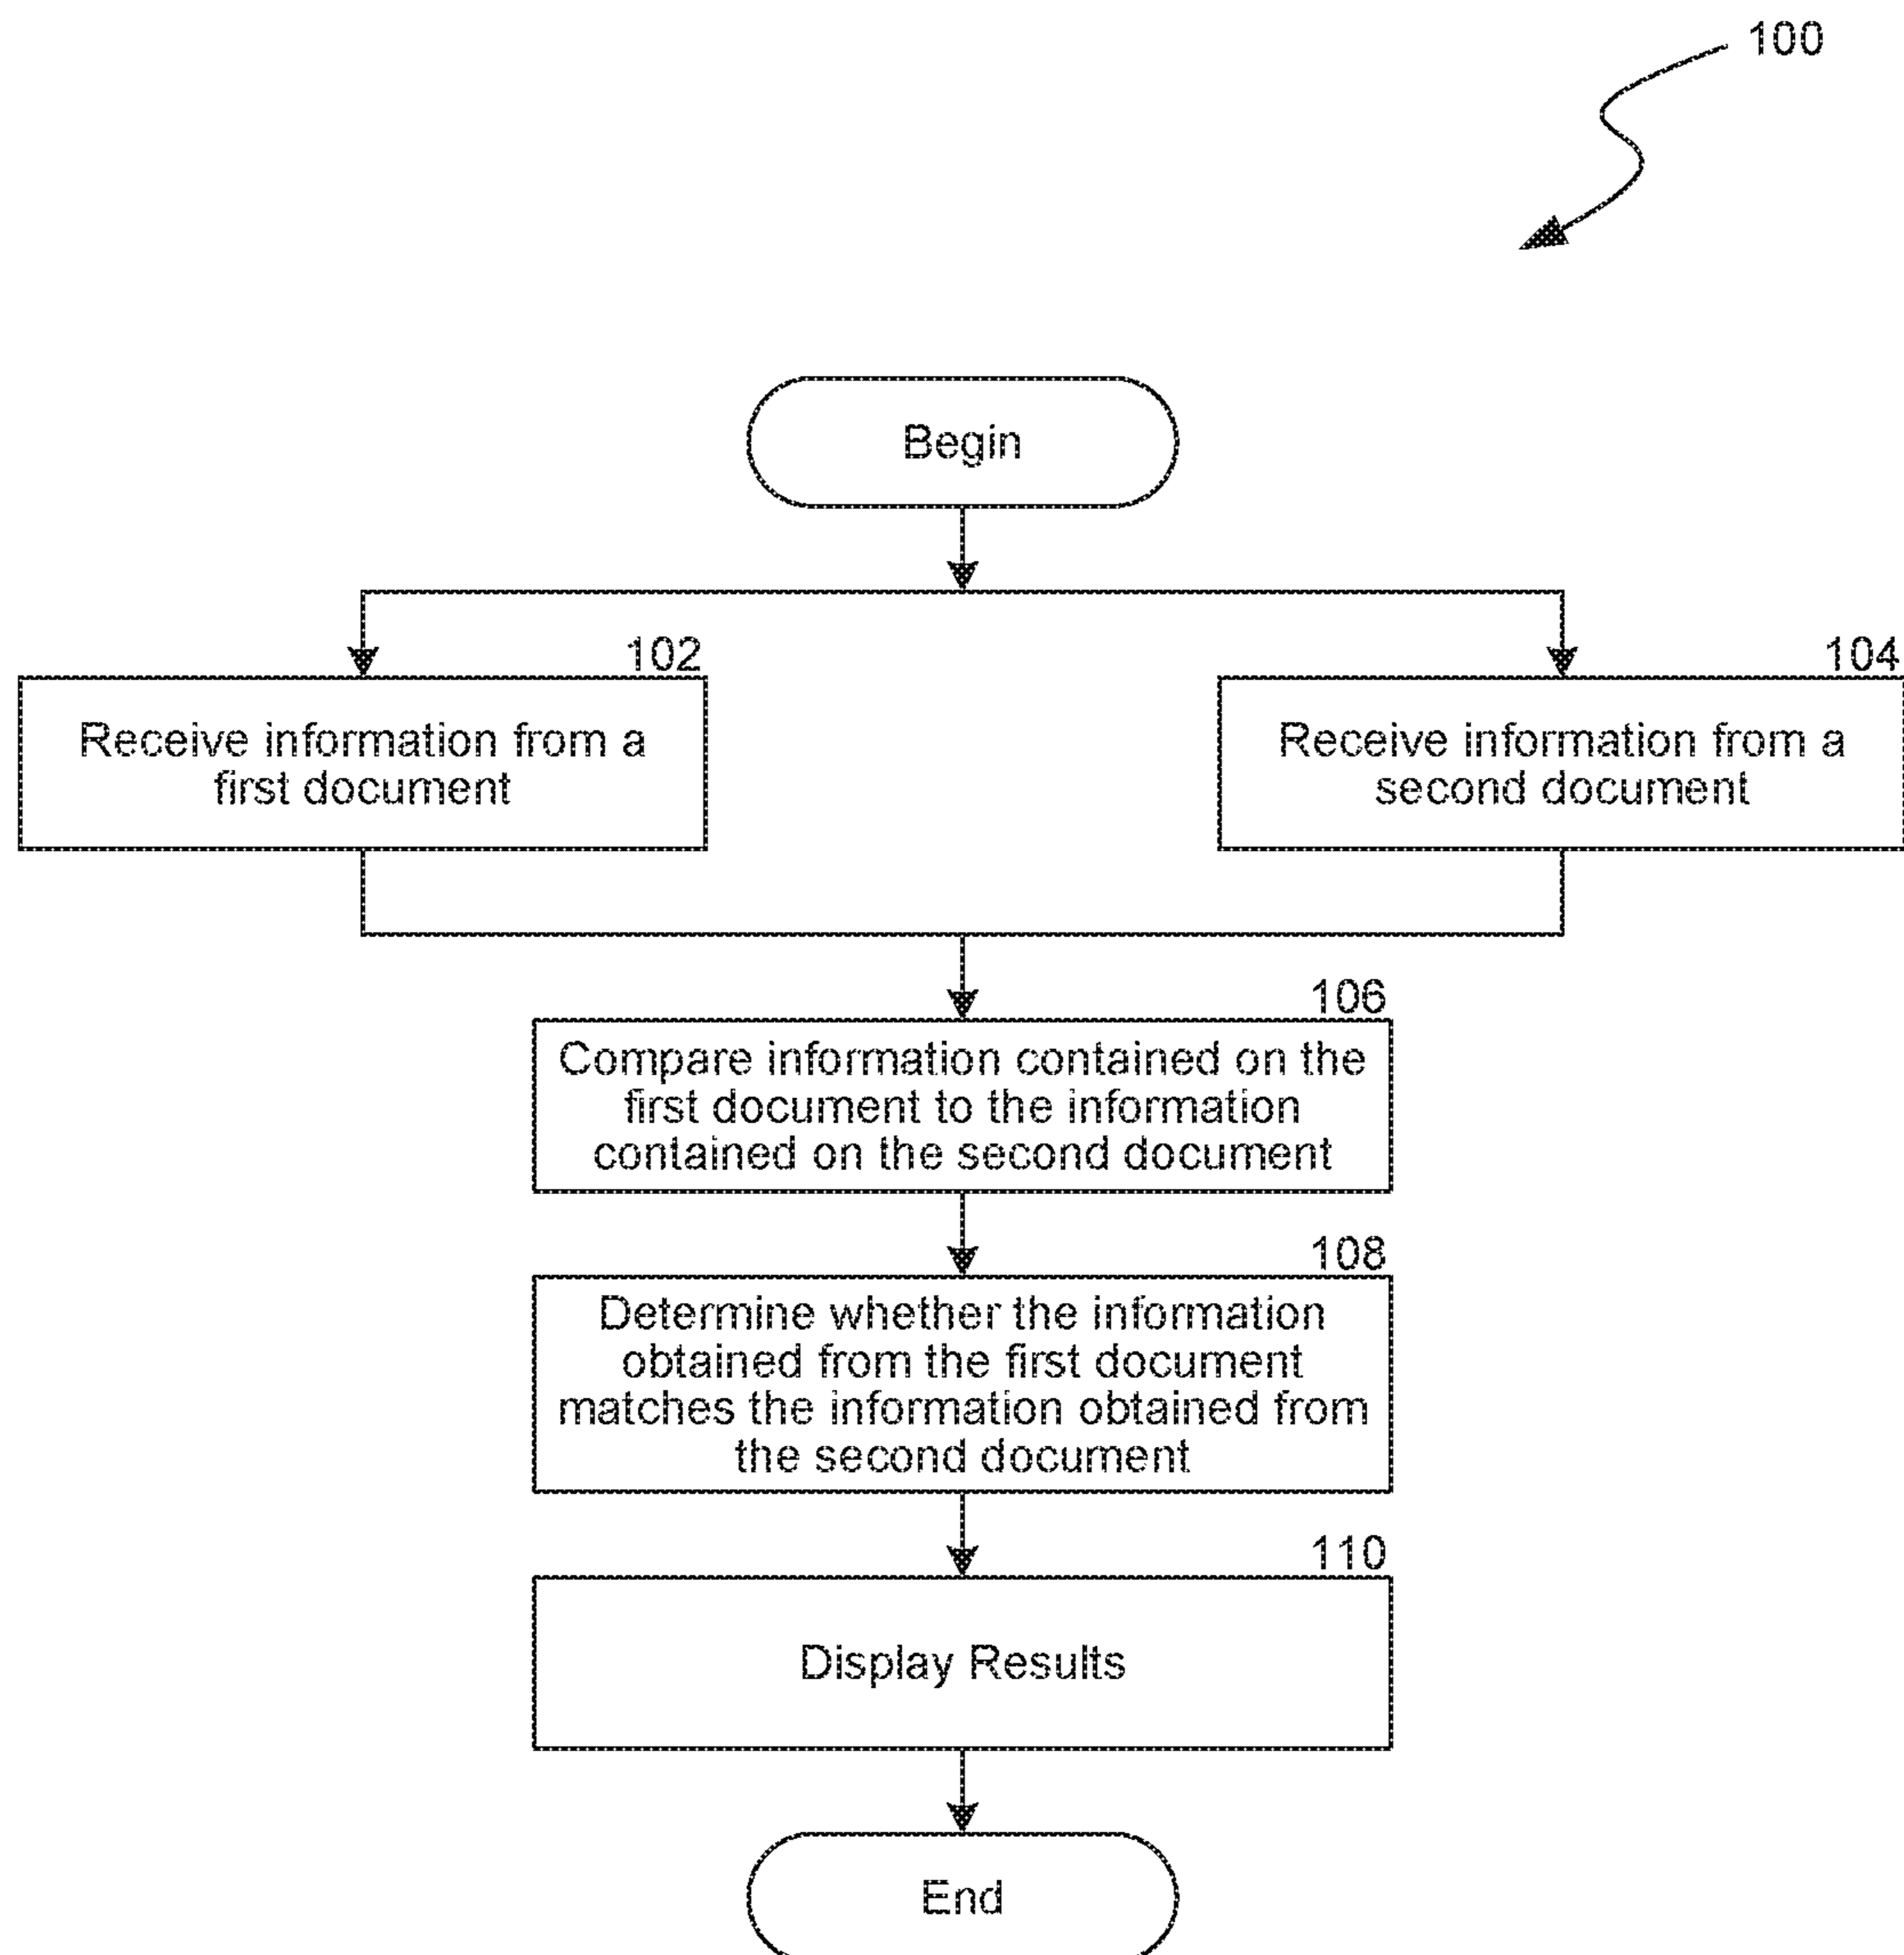 100
Begin
102
Receive information from a
first document
104
Receive information from a
second document
106
Compare information contained on the
first document to the information
contained on the second document
108
Determine whether the information
obtained from the first document
matches the information obtained from
the second document
110
Display Results
End